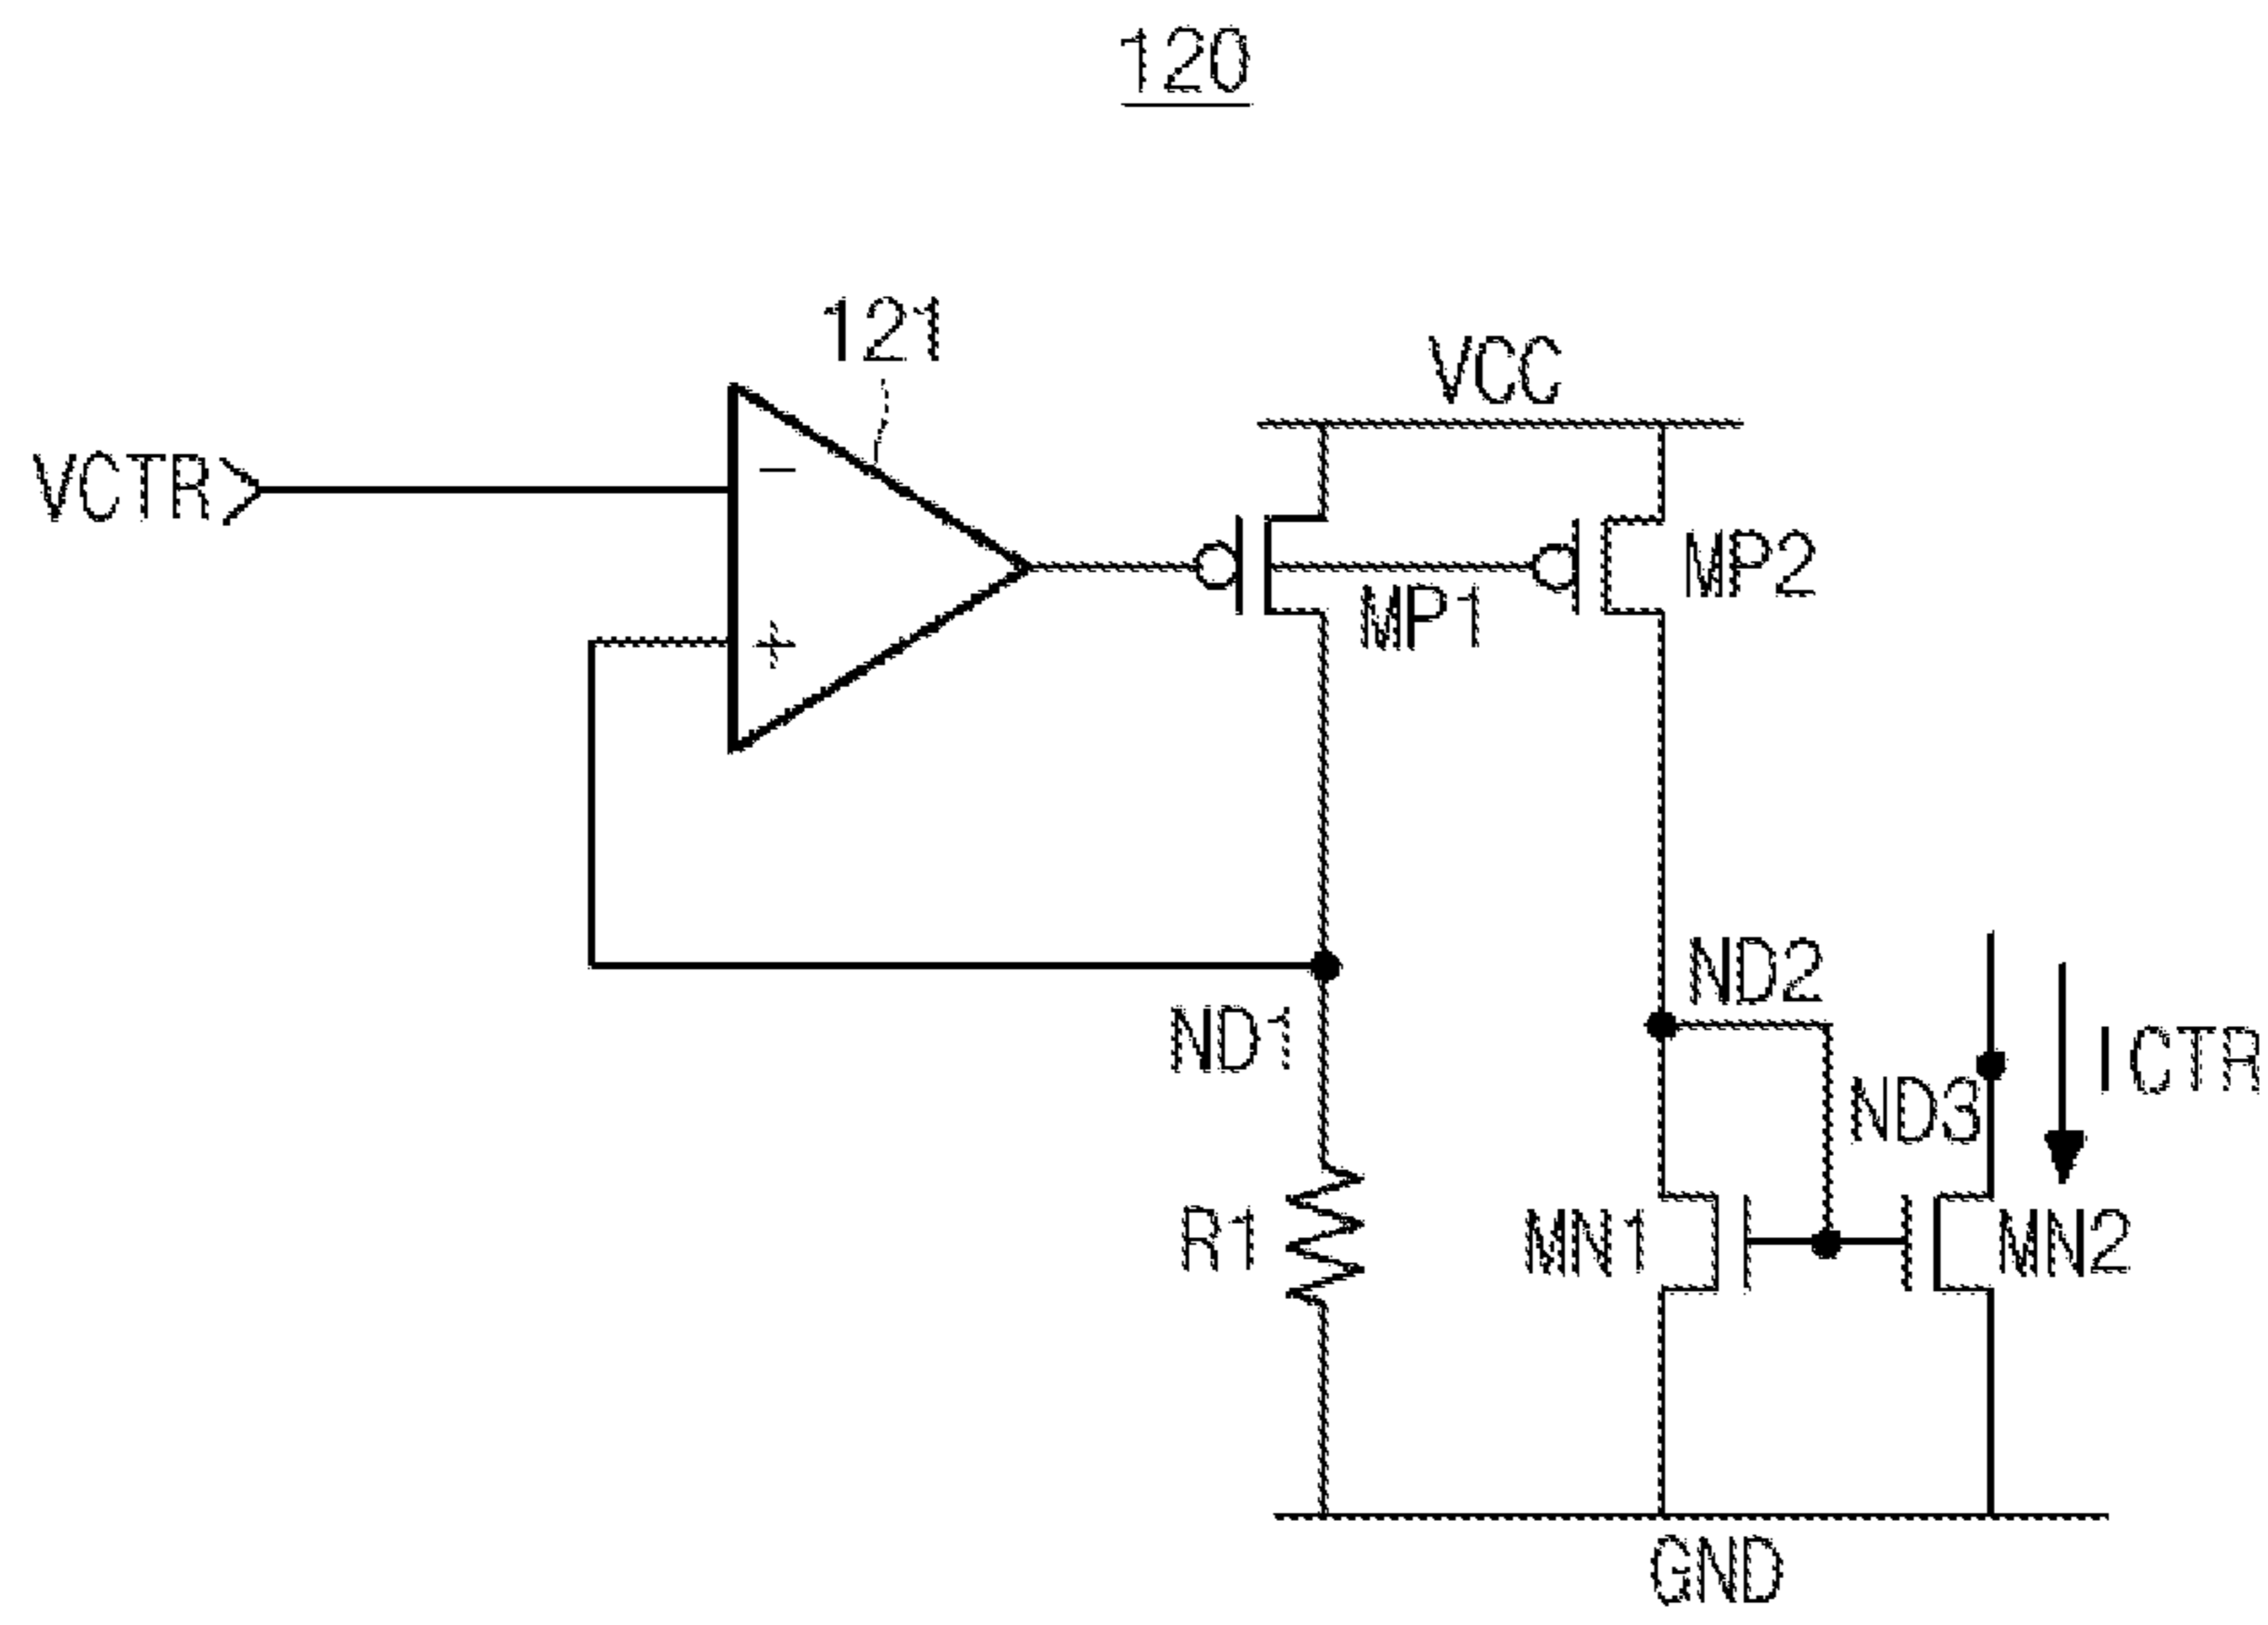 120
121
VCC
VCTR
−
MP2
MP1
+
ND2
ND1
ICTR
ND3
R1
MN1
MN2
GND